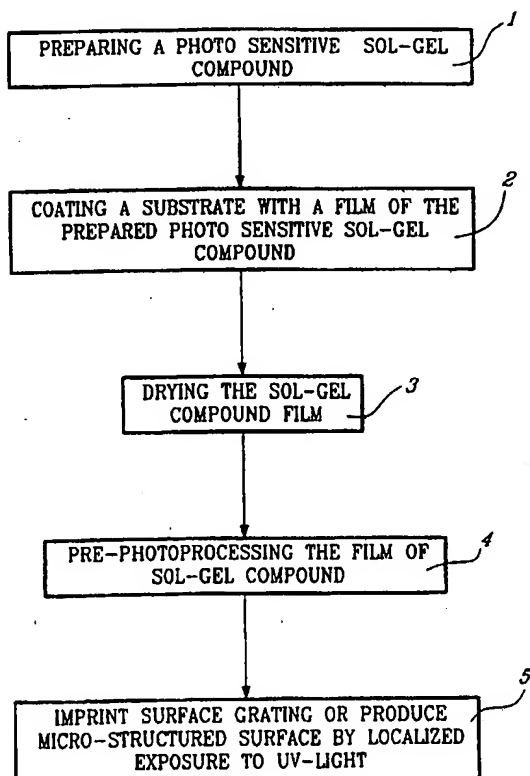 1
PREPARING A PHOTO SENSITIVE SOL-GEL
COMPOUND
2
COATING A SUBSTRATE WITH A FILM OF THE
PREPARED PHOTO SENSITIVE SOL-GEL
COMPOUND
3
DRYING THE SOL-GEL
COMPOUND FILM
4
PRE-PHOTOPROCESSING THE FILM OF
SOL-GEL COMPOUND
5
IMPRINT SURFACE GRATING OR PRODUCE
MICRO-STRUCTURED SURFACE BY LOCALIZED
EXPOSURE TO UV-LIGHT